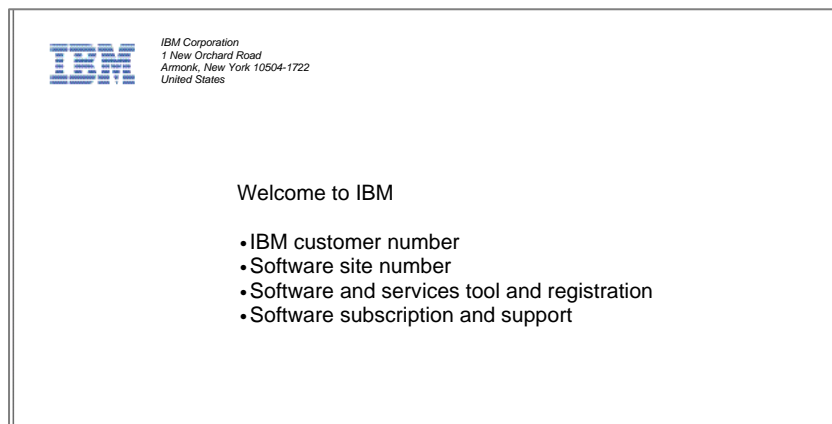 IBM
IBM Corporation
1 New Orchard Road
Armonk, New York 10504-1722
United States
Welcome to IBM
•IBM customer number
•Software site number
•Software and services tool and registration
•Software subscription and support